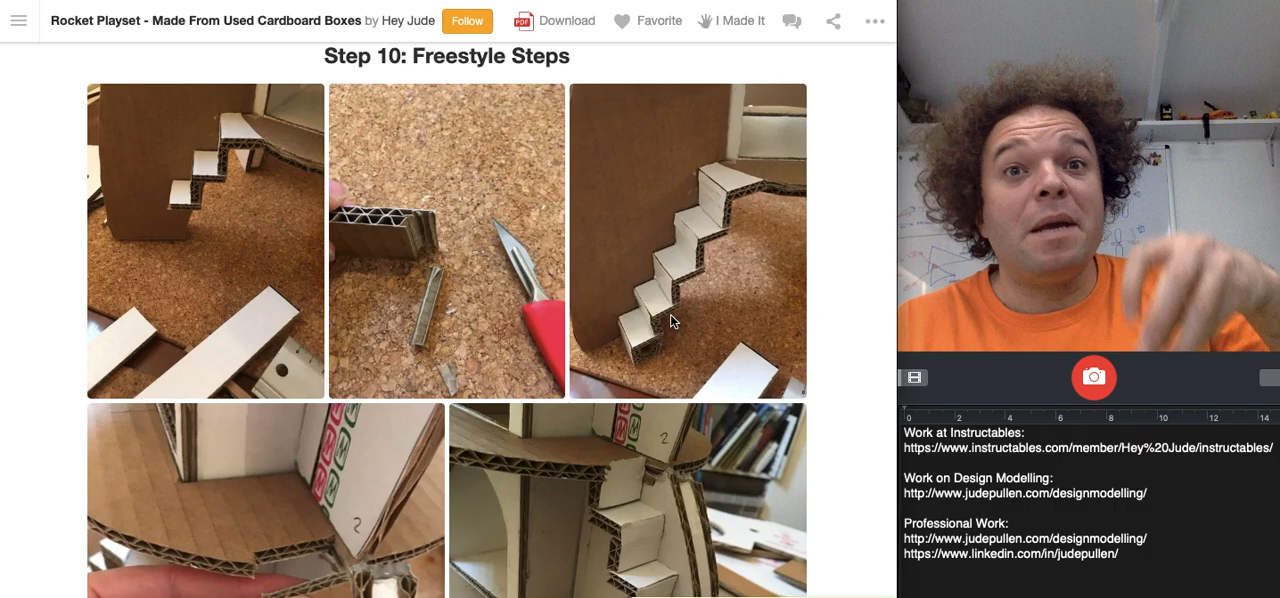 Rocket Playset - Made From Used Cardboard Boxes by Hey Jude Follow PDF Download Favorite I Made It
Step 10: Freestyle Steps
2
2
0 2 4 6 8 10 12 14
Work at Instructables:
https://www.instructables.com/member/Hey%20Jude/instructables/
Work on Design Modelling:
http://www.judepullen.com/designmodelling/
Professional Work:
http://www.judepullen.com/designmodelling/
https://www.linkedin.com/in/judepullen/